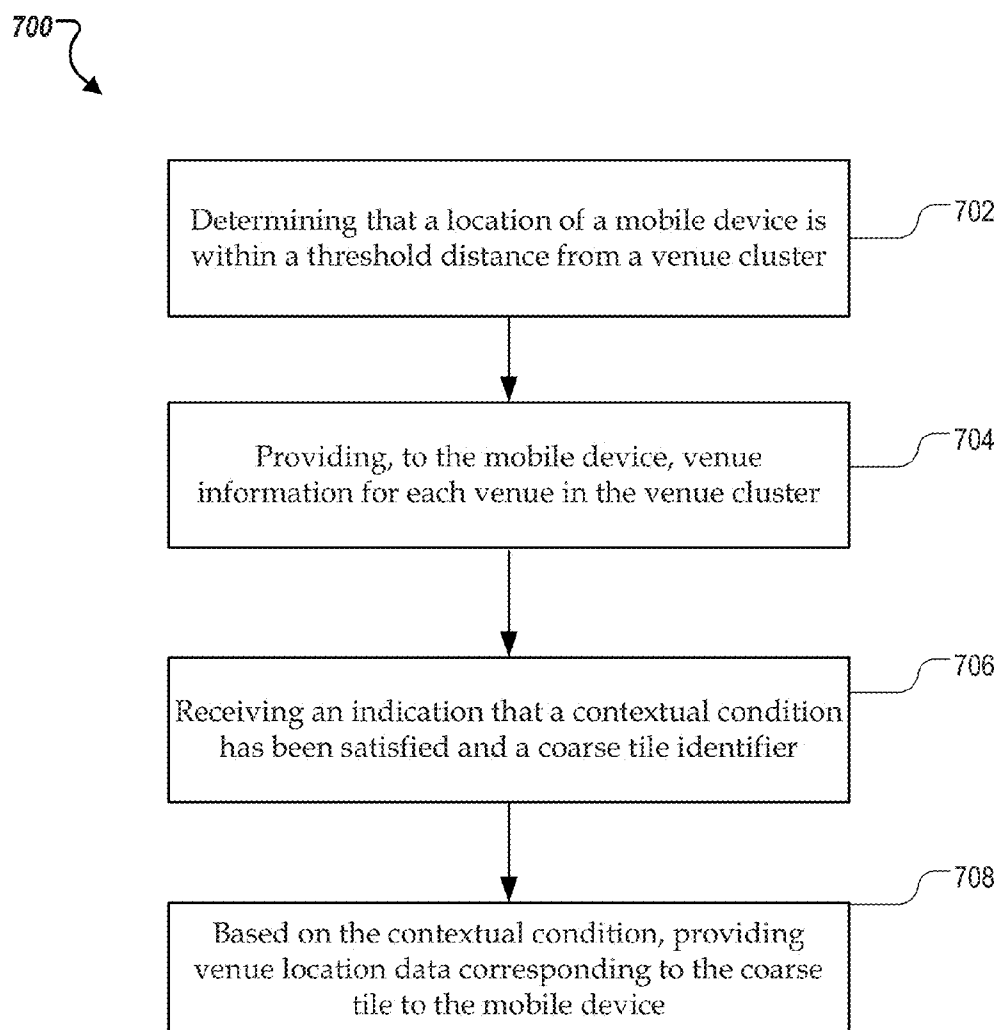 700
Determining that a location of a mobile device is
within a threshold distance from a venue cluster
702
Providing, to the mobile device, venue
information for each venue in the venue cluster
704
Receiving an indication that a contextual condition
has been satisfied and a coarse tile identifier
706
Based on the contextual condition, providing
venue location data corresponding to the coarse
tile to the mobile device
708